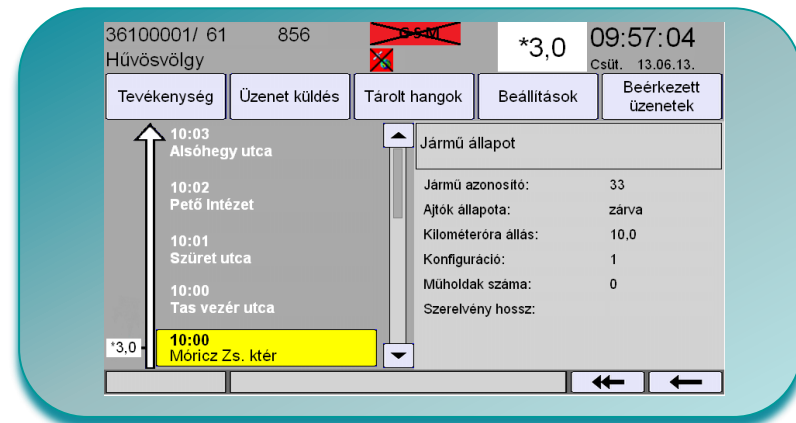 36100001/ 61 856 GSM *3,0 09:57:04
Hűvösvölgy Csüt. 13.06.13.
Tevékenység Üzenet küldés Tárolt hangok Beállítások Beérkezett üzenetek
10:03
Alsóhegy utca
10:02
Pető Intézet
10:01
Szüret utca
10:00
Tas vezér utca
*3,0
10:00
Móricz Zs. ktér
Jármű állapot
Jármű azonosító: 33
Ajtók állapota: zárva
Kilométeróra állás: 10,0
Konfiguráció: 1
Műholdak száma: 0
Szerelvény hossz: